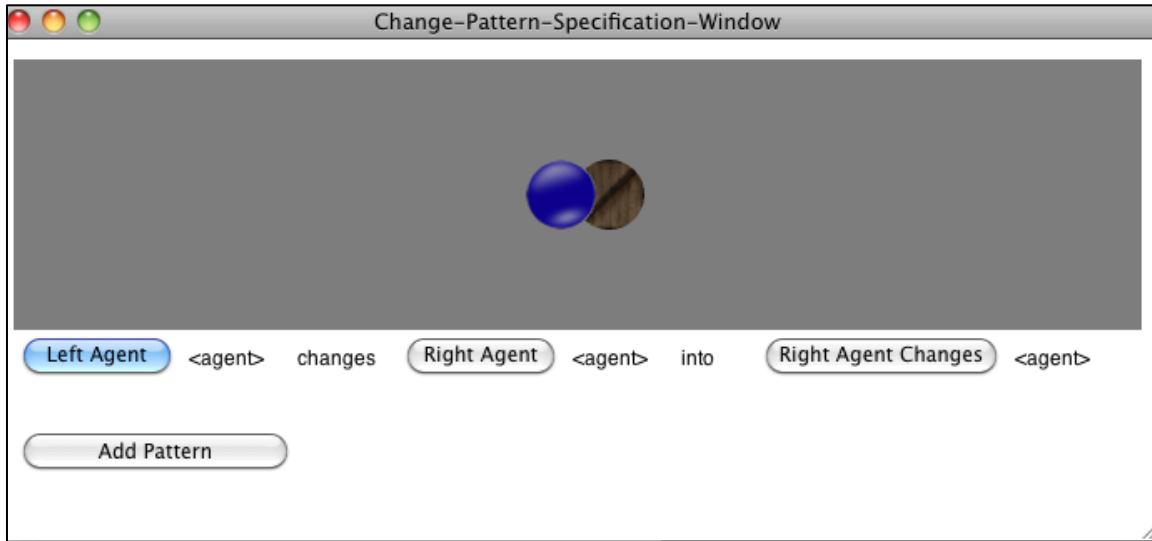 Change-Pattern-Specification-Window
Left Agent <agent> changes Right Agent <agent> into Right Agent Changes <agent>
Add Pattern